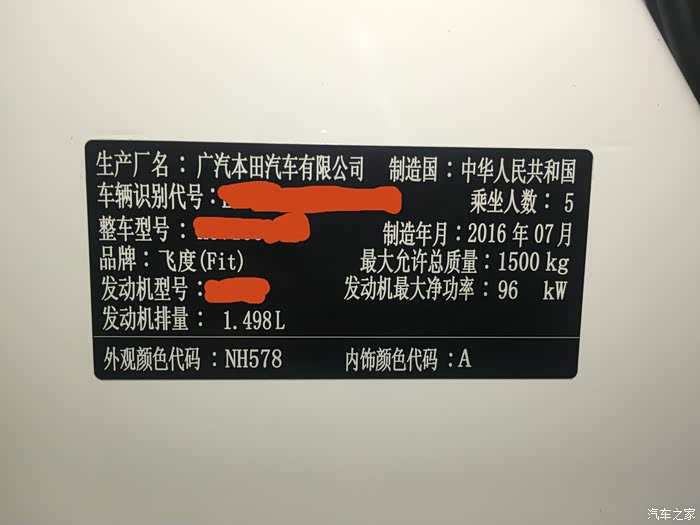 生产厂名：广汽本田汽车有限公司 制造国：中华人民共和国
车辆识别代号： 乘坐人数：5
整车型号： 制造年月：2016年07月
品牌：飞度(Fit) 最大允许总质量：1500 kg
发动机型号： 发动机最大净功率：96 kW
发动机排量： 1.498L
外观颜色代码：NH578 内饰颜色代码：A
汽车之家